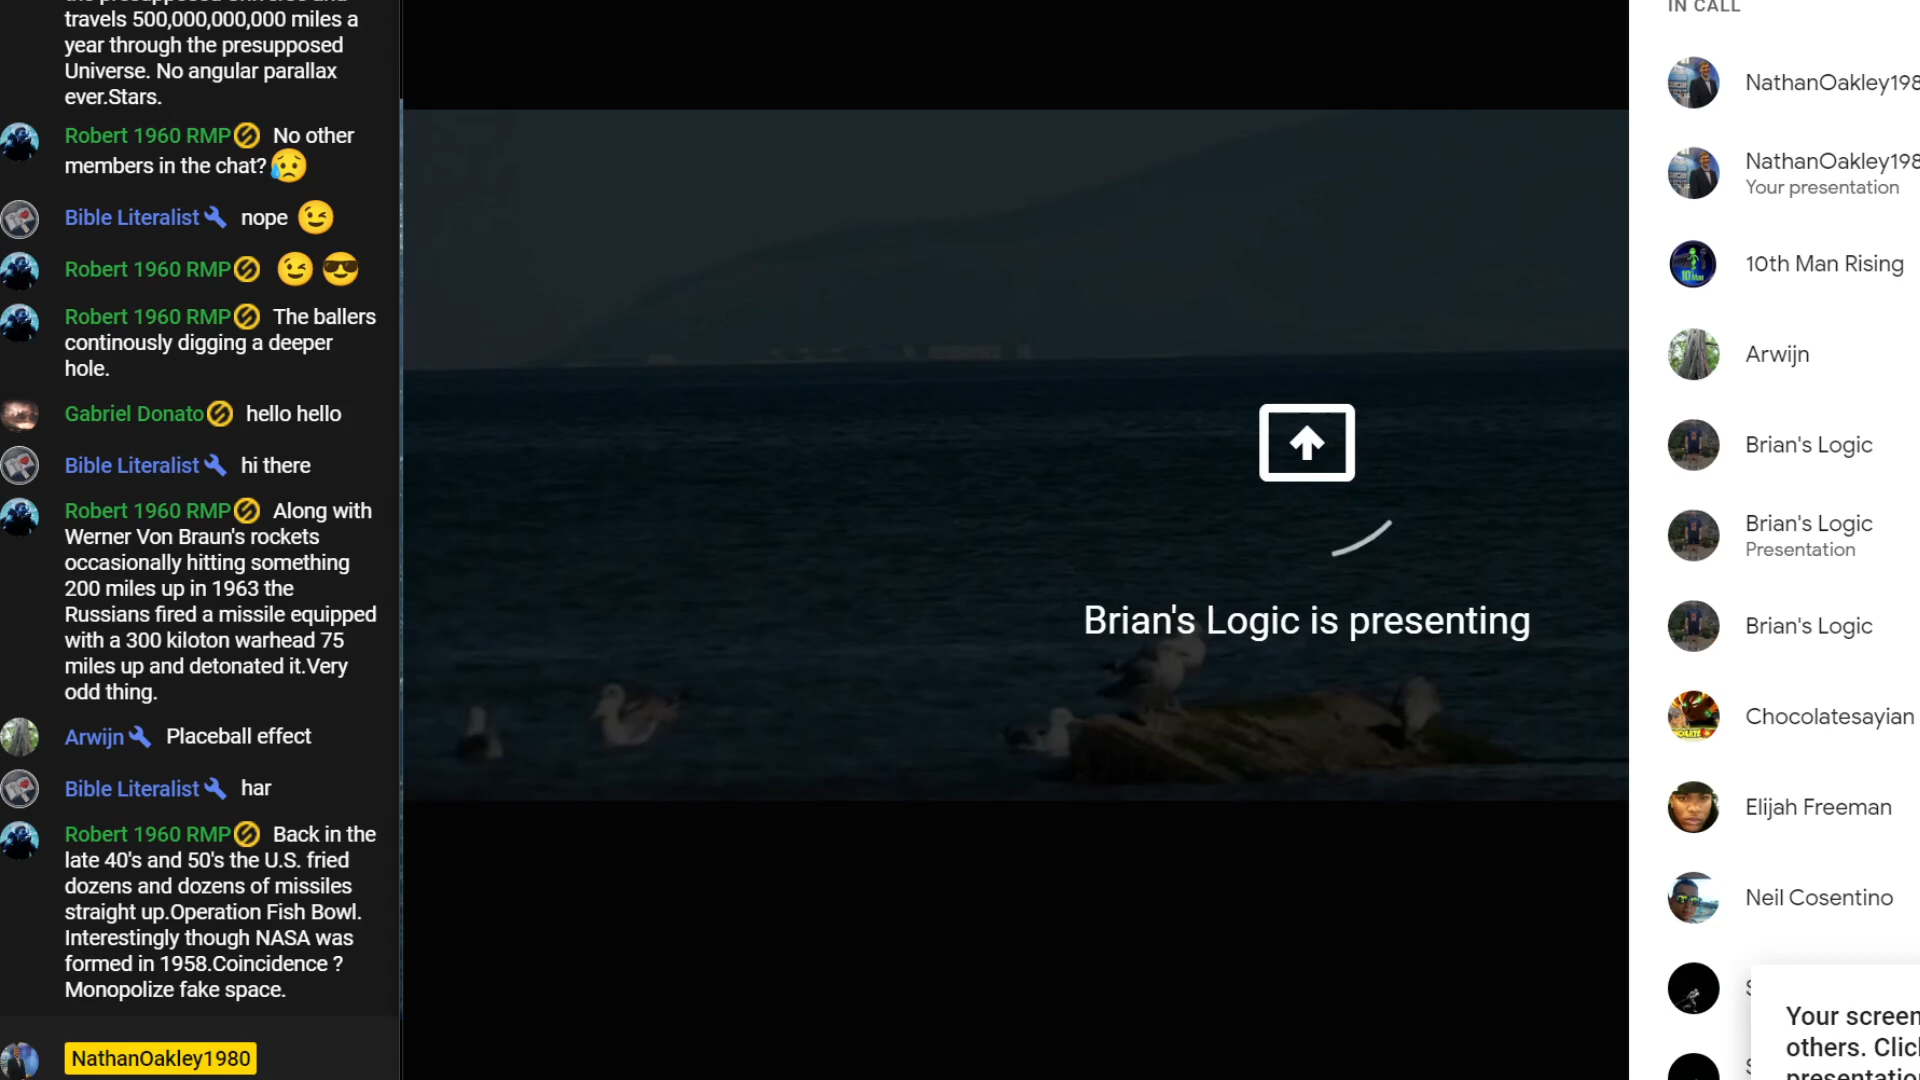 travels 500,000,000,000 miles a
year through the presupposed
Universe. No angular parallax
ever.Stars.
Robert 1960 RMP No other
members in the chat?
Bible Literalist nope
Robert 1960 RMP
Robert 1960 RMP The ballers
continously digging a deeper
hole.
Gabriel Donato hello hello
Bible Literalist hi there
Robert 1960 RMP Along with
Werner Von Braun's rockets
occasionally hitting something
200 miles up in 1963 the
Russians fired a missile equipped
with a 300 kiloton warhead 75
miles up and detonated it.Very
odd thing.
Arwijn Placeball effect
Bible Literalist har
Robert 1960 RMP Back in the
late 40's and 50's the U.S. fried
dozens and dozens of missiles
straight up.Operation Fish Bowl.
Interestingly though NASA was
formed in 1958.Coincidence ?
Monopolize fake space.
NathanOakley1980
Brian's Logic is presenting
IN CALL
NathanOakley198
NathanOakley198
Your presentation
10th Man Rising
Arwijn
Brian's Logic
Brian's Logic
Presentation
Brian's Logic
Chocolatesayian
Elijah Freeman
Neil Cosentino
Your screen
others. Clic
presentatio